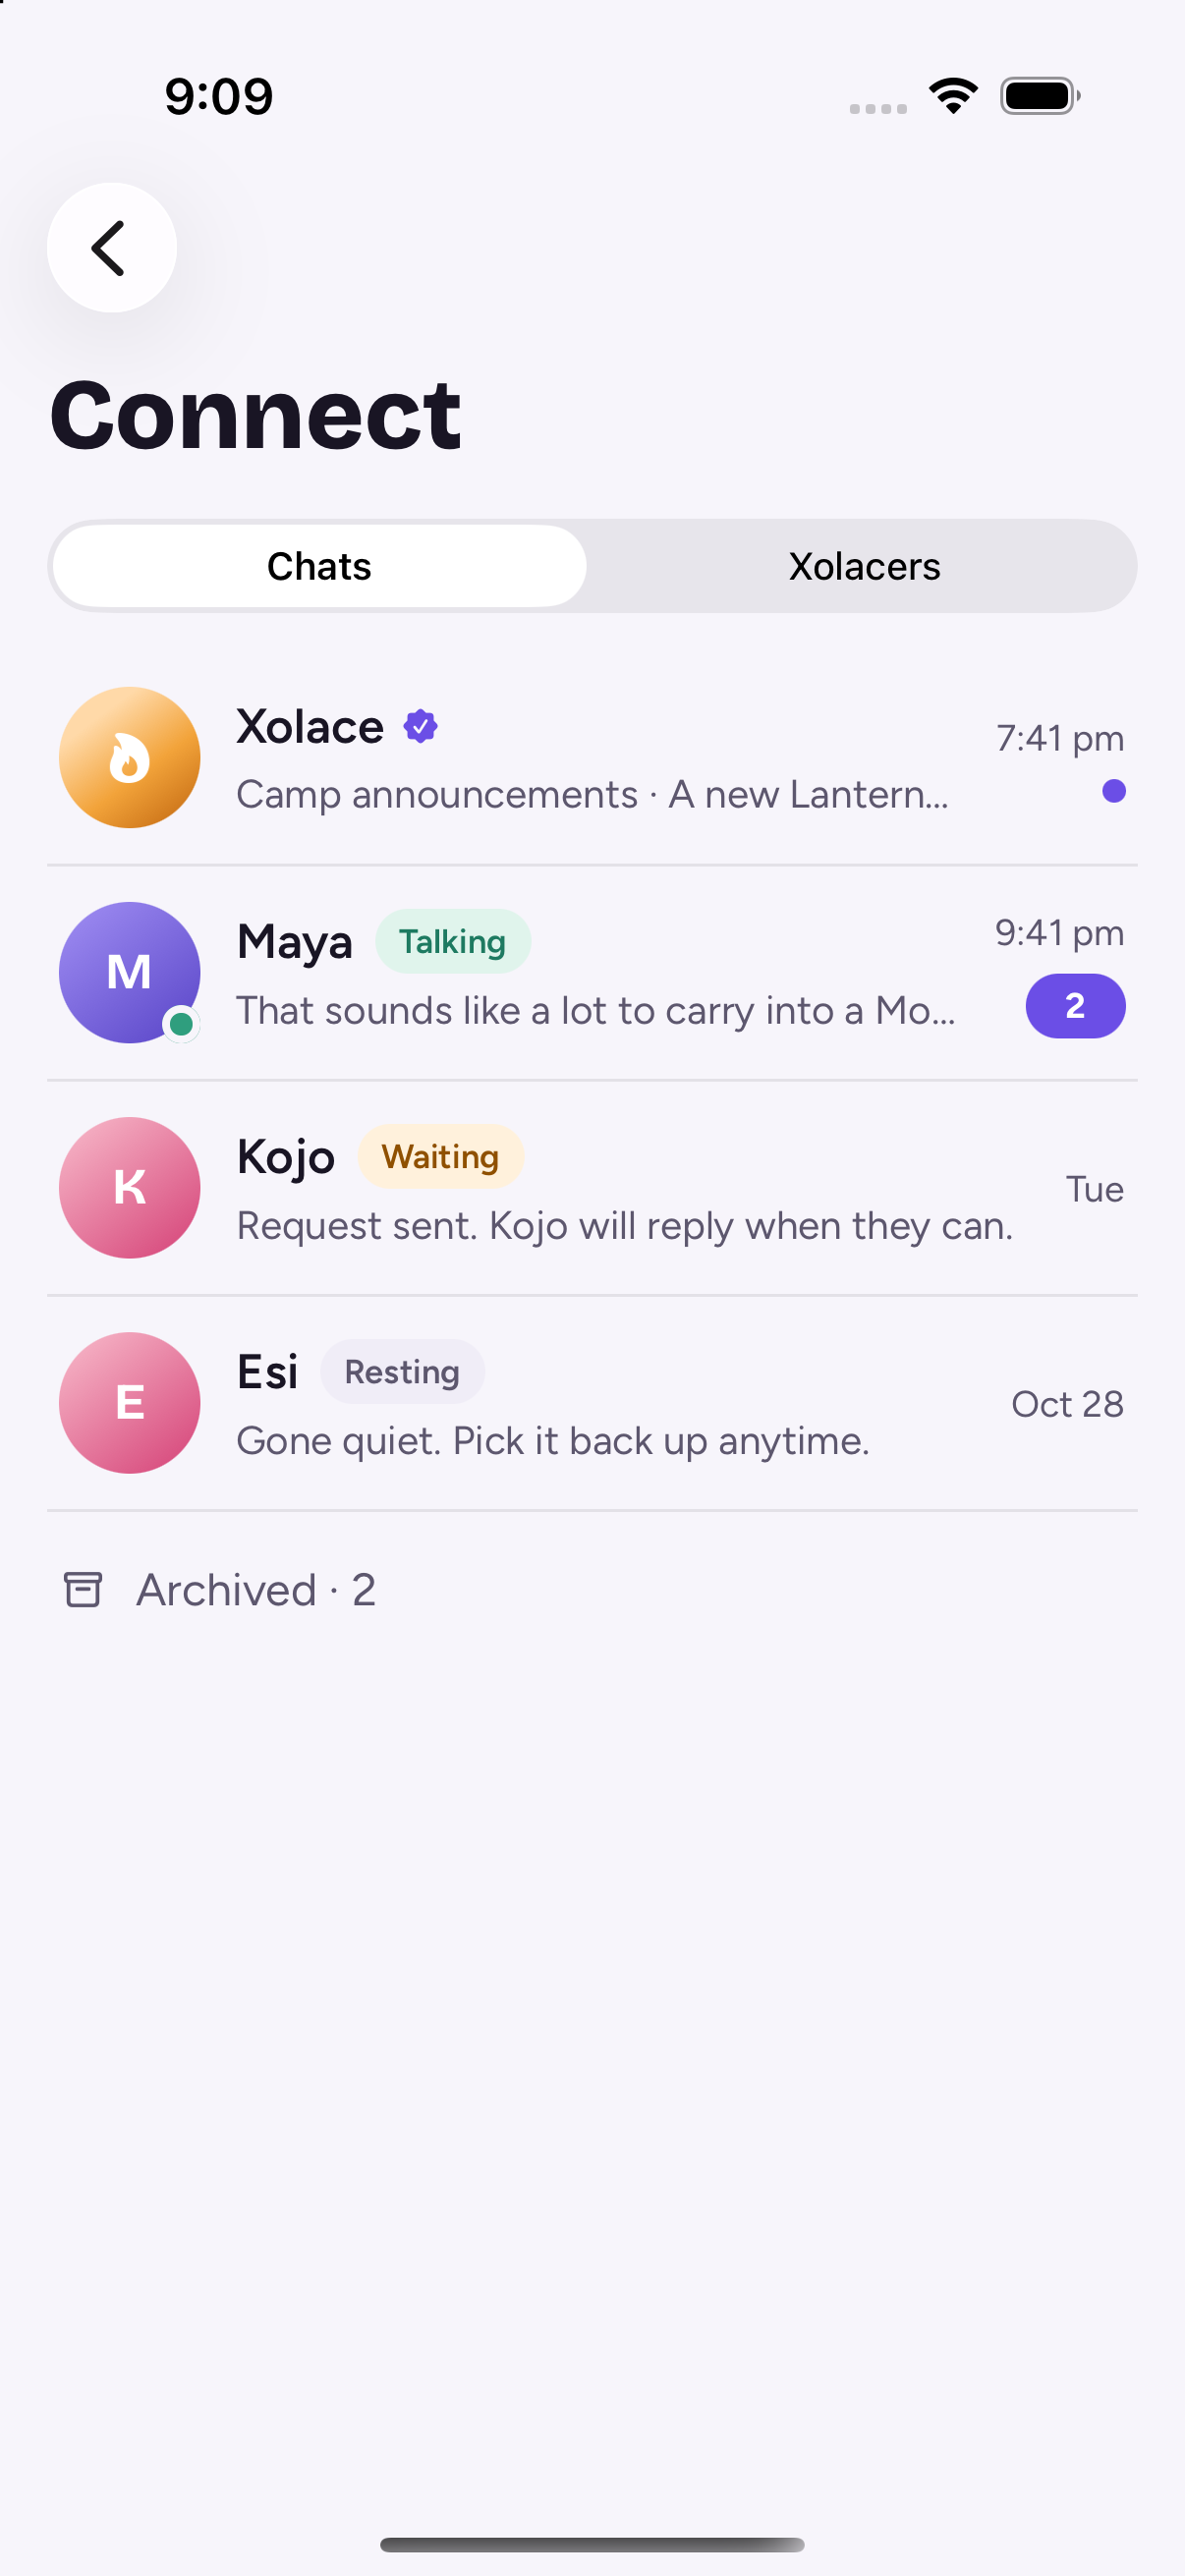 9:09
Connect
Chats
Xolacers
Xolace
7:41 pm
Camp announcements · A new Lantern...
M
Maya
Talking
9:41 pm
That sounds like a lot to carry into a Mo...
2
K
Kojo
Waiting
Tue
Request sent. Kojo will reply when they can.
E
Esi
Resting
Oct 28
Gone quiet. Pick it back up anytime.
Archived · 2